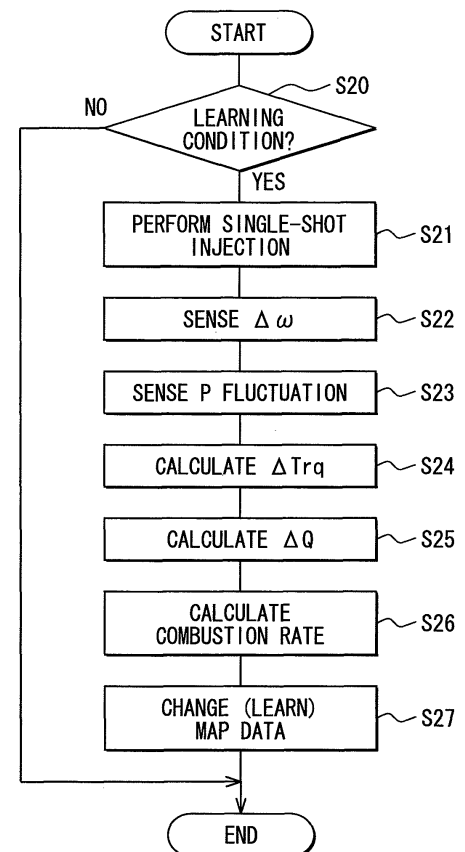 START
S20
NO
LEARNING
CONDITION?
YES
PERFORM SINGLE-SHOT
INJECTION
S21
SENSE Δω
S22
SENSE P FLUCTUATION
S23
CALCULATE ΔTrq
S24
CALCULATE ΔQ
S25
CALCULATE
COMBUSTION RATE
S26
CHANGE (LEARN)
MAP DATA
S27
END